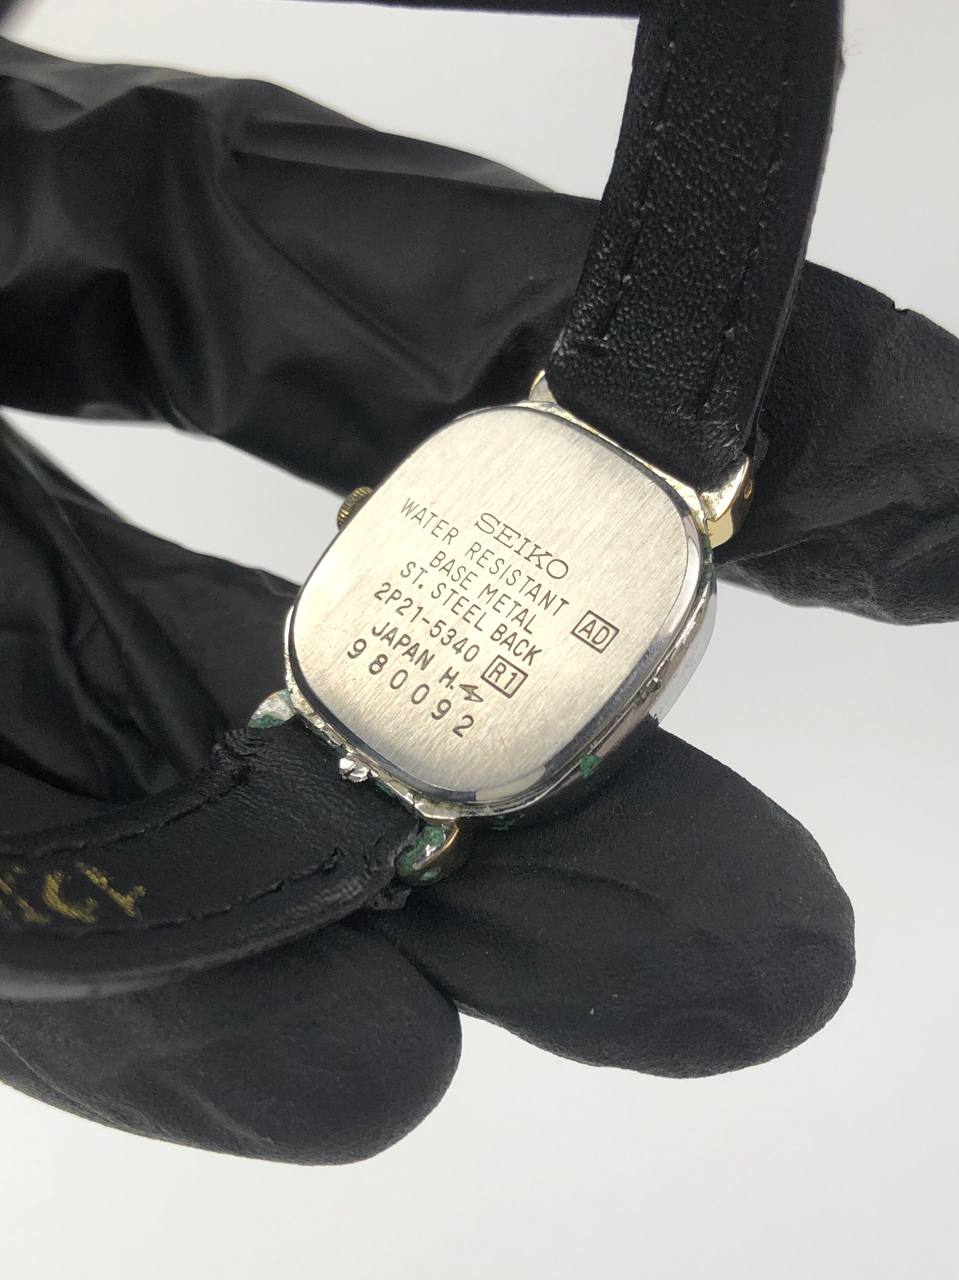 SEIKO
WATER RESISTANT
BASE METAL
ST. STEEL BACK AD
2P21-5340 R1
JAPAN H.
980092